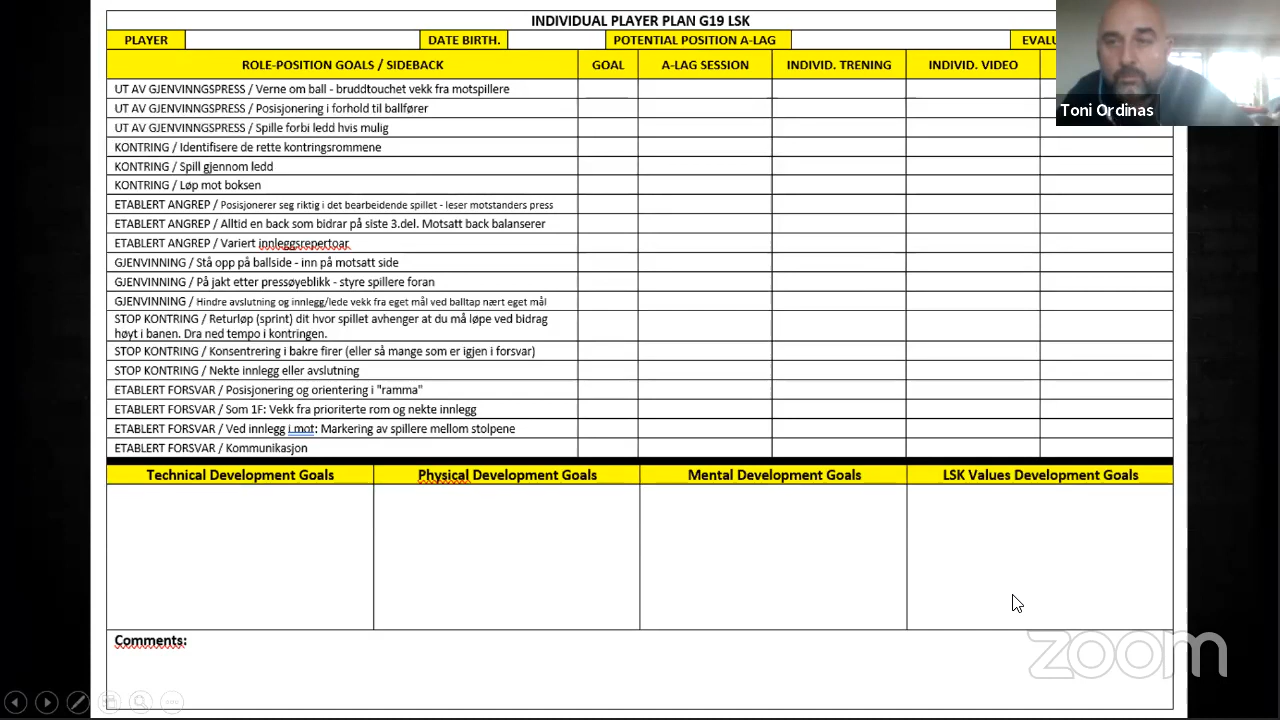 INDIVIDUAL PLAYER PLAN G19 LSK
PLAYER DATE BIRTH. POTENTIAL POSITION A-LAG
ROLE-POSITION GOALS / SIDEBACK GOAL A-LAG SESSION INDIVID. TRENING INDIVID. VIDEO
Toni Ordinas
UT AV GJENVINNGSPRESS / Verne om ball - bruddtouchet vekk fra motspillere
UT AV GJENVINNGSPRESS / Posisjonering i forhold til ballfører
UT AV GJENVINNGSPRESS / Spille forbi ledd hvis mulig
KONTRING / Identifisere de rette kontringsrommene
KONTRING / Spill gjennom ledd
KONTRING / Løp mot boksen
ETABLERT ANGREP / Posisjonerer seg riktig i det bearbeidende spillet - leser motstanders press
ETABLERT ANGREP / Alltid en back som bidrar på siste 3.del. Motsatt back balanserer
ETABLERT ANGREP / Variert innleggsrepertoar
GJENVINNING / Stå opp på ballside - inn på motsatt side
GJENVINNING / På jakt etter pressøyeblikk - styre spillere foran
GJENVINNING / Hindre avslutning og innlegg/lede vekk fra eget mål ved balltap nært eget mål
STOP KONTRING / Returløp (sprint) dit hvor spillet avhenger at du må løpe ved bidrag
høyt i banen. Dra ned tempo i kontringen.
STOP KONTRING / Konsentrering i bakre firer (eller så mange som er igjen i forsvar)
STOP KONTRING / Nekte innlegg eller avslutning
ETABLERT FORSVAR / Posisjonering og orientering i "ramma"
ETABLERT FORSVAR / Som 1F: Vekk fra prioriterte rom og nekte innlegg
ETABLERT FORSVAR / Ved innlegg i mot: Markering av spillere mellom stolpene
ETABLERT FORSVAR / Kommunikasjon
Technical Development Goals Physical Development Goals Mental Development Goals LSK Values Development Goals
Comments:
zoom